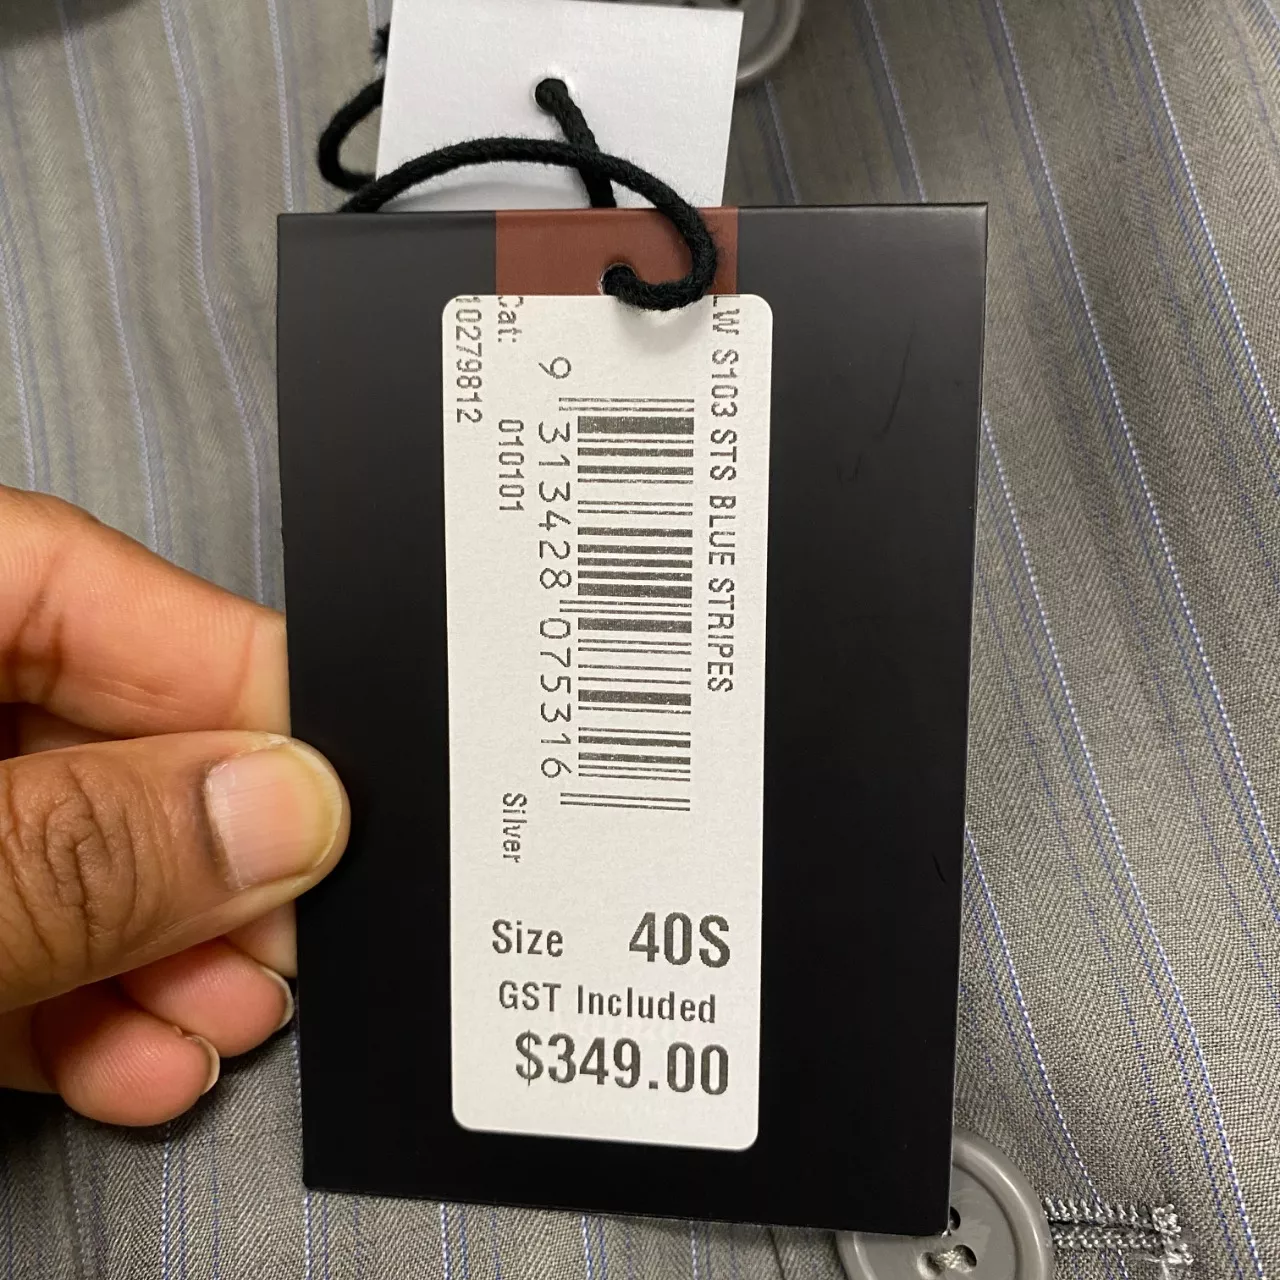 LW S103 STS BLUE STRIPES
9 313428 075316
Cat: 010101 Silver
10279812
Size 40S
GST Included
$349.00